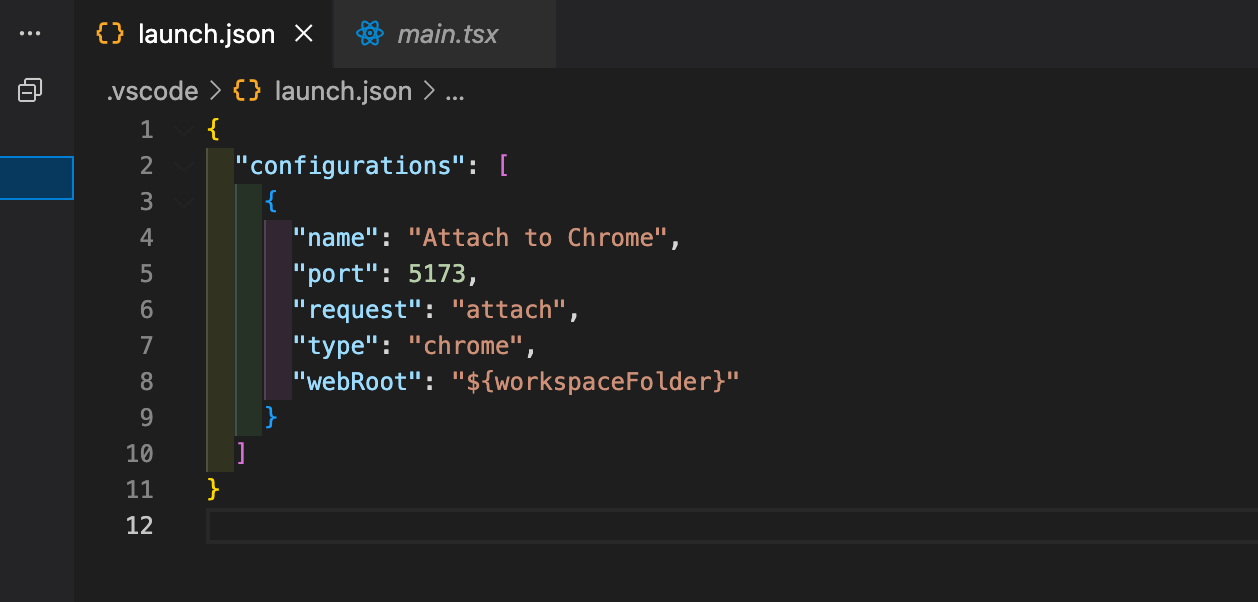 ...
launch.json
main.tsx
.vscode > {} launch.json > ...
1 {
2 "configurations": [
3 {
4 "name": "Attach to Chrome",
5 "port": 5173,
6 "request": "attach",
7 "type": "chrome",
8 "webRoot": "${workspaceFolder}"
9 }
10 ]
11 }
12